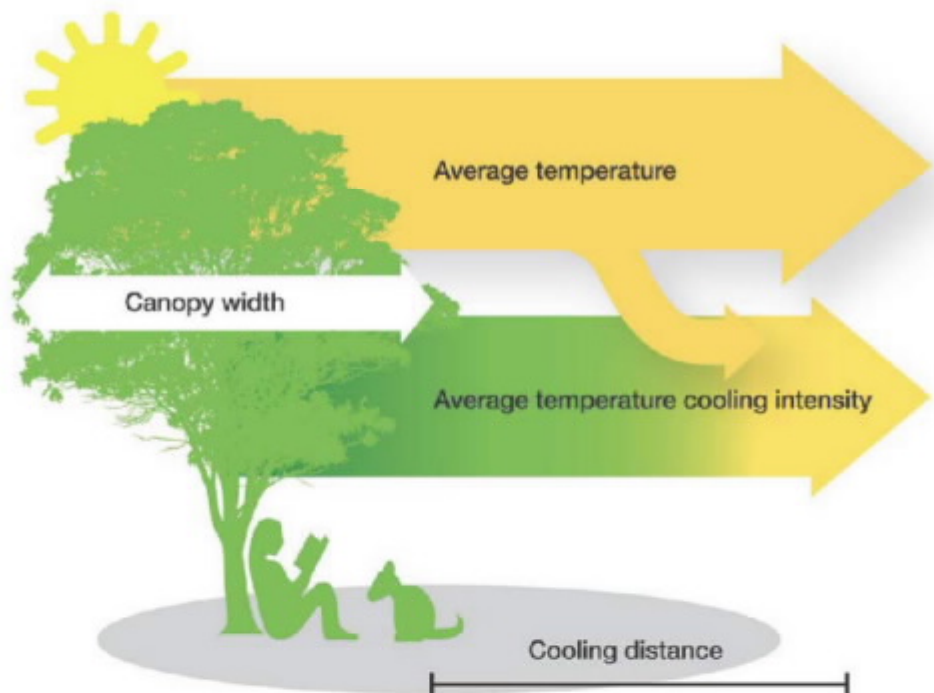 Average temperature
Canopy width
Average temperature cooling intensity
Cooling distance